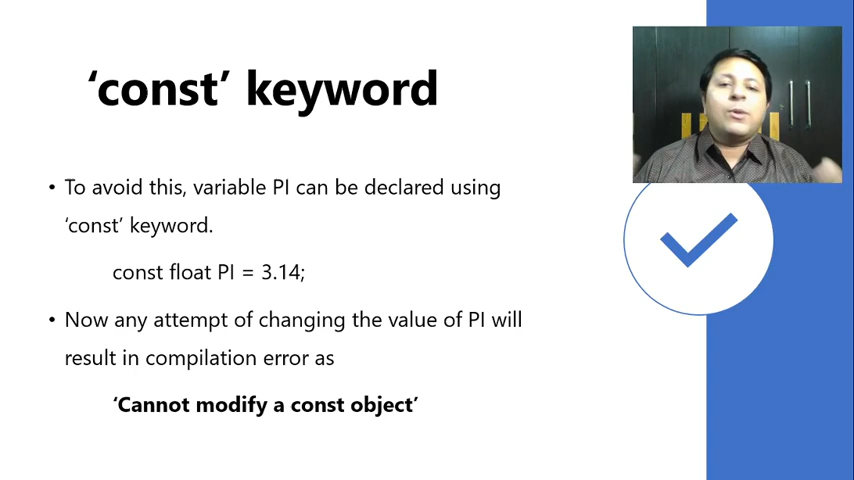 ‘const’ keyword
• To avoid this, variable PI can be declared using
‘const’ keyword.
const float PI = 3.14;
• Now any attempt of changing the value of PI will
result in compilation error as
‘Cannot modify a const object’